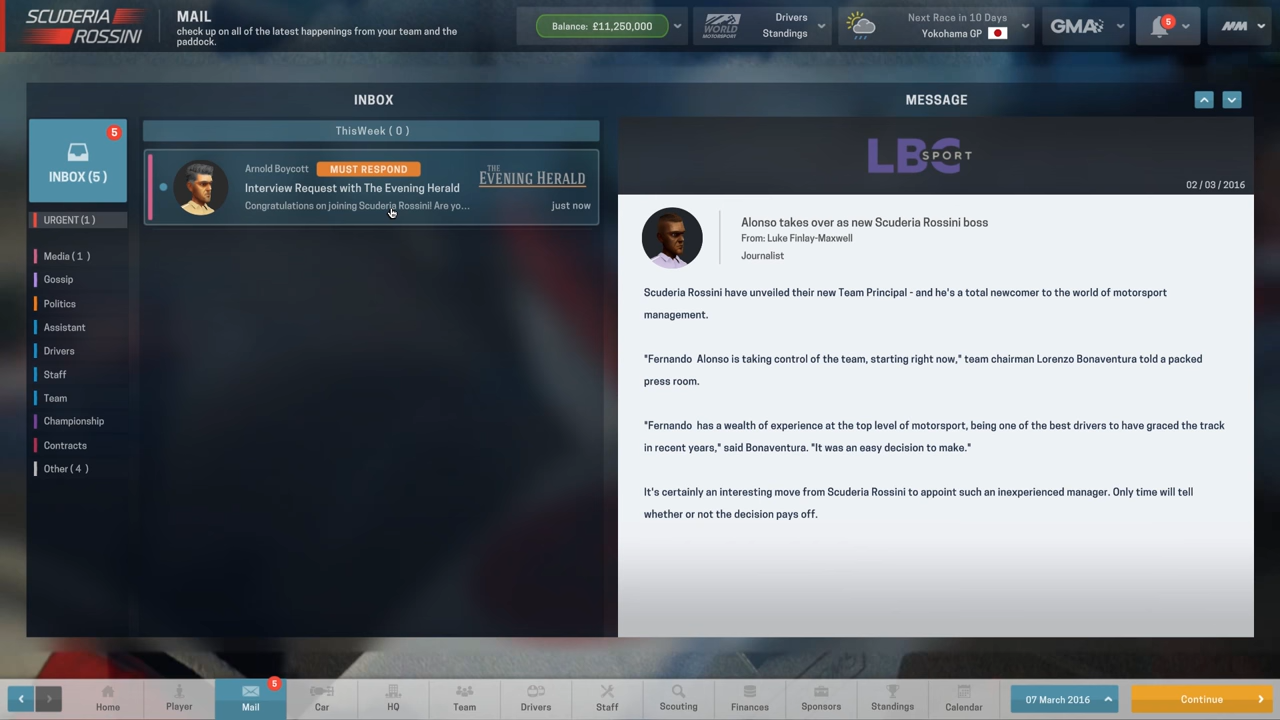 SCUDERIA
ROSSINI
MAIL
check up on all of the latest happenings from your team and the
paddock.
Balance: £11,250,000
WORLD
MOTORSPORT
Drivers
Standings
Next Race in 10 Days
Yokohama GP
GMA
5
INBOX
MESSAGE
5
INBOX (5)
URGENT (1)
Media ( 1 )
Gossip
Politics
Assistant
Drivers
Staff
Team
Championship
Contracts
Other ( 4 )
ThisWeek ( 0 )
Arnold Boycott
MUST RESPOND
Interview Request with The Evening Herald
Congratulations on joining Scuderia Rossini! Are yo...
THE
EVENING HERALD
just now
LBC SPORT
02 / 03 / 2016
Alonso takes over as new Scuderia Rossini boss
From: Luke Finlay-Maxwell
Journalist
Scuderia Rossini have unveiled their new Team Principal - and he's a total newcomer to the world of motorsport
management.
"Fernando Alonso is taking control of the team, starting right now," team chairman Lorenzo Bonaventura told a packed
press room.
"Fernando has a wealth of experience at the top level of motorsport, being one of the best drivers to have graced the track
in recent years," said Bonaventura. "It was an easy decision to make."
It's certainly an interesting move from Scuderia Rossini to appoint such an inexperienced manager. Only time will tell
whether or not the decision pays off.
Home
Player
5
Mail
Car
HQ
Team
Drivers
Staff
Scouting
Finances
Sponsors
Standings
Calendar
07 March 2016
Continue